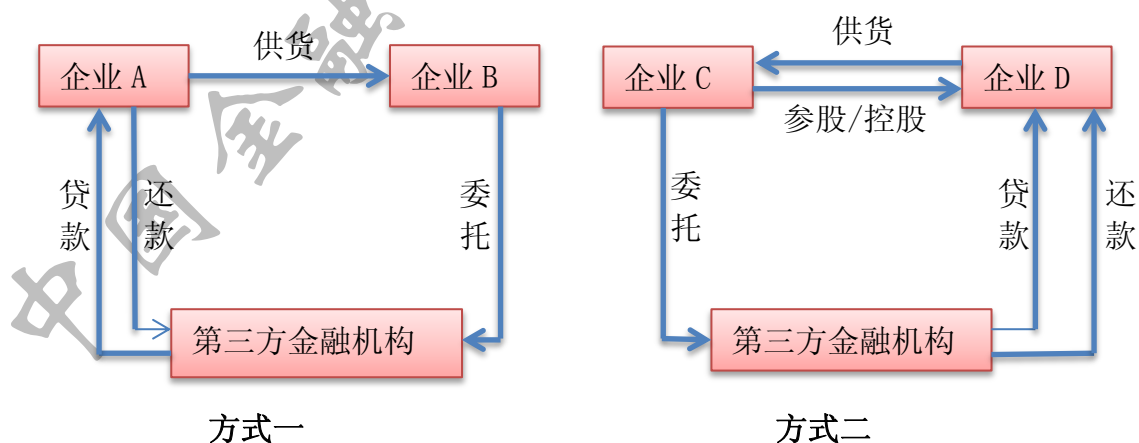 供货
企业 A
企业 B
贷款
还款
委托
第三方金融机构
方式一
供货
企业 C
企业 D
参股/控股
委托
贷款
还款
第三方金融机构
方式二
中国金融